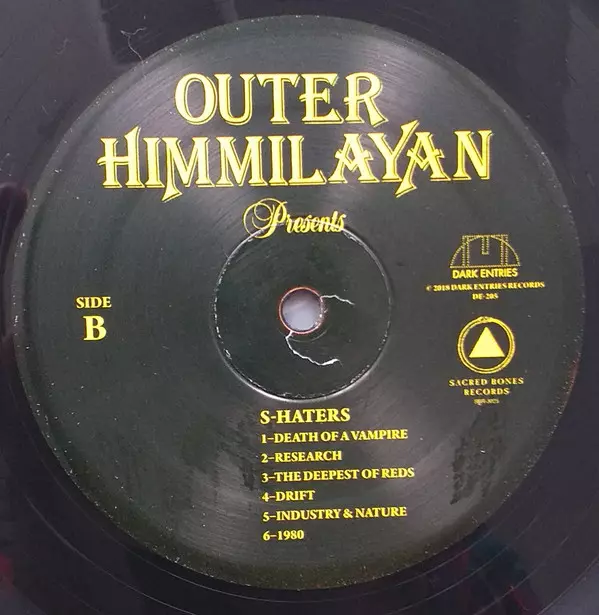 OUTER
HIMMILAYAN
Presents
DARK ENTRIES
℗ 2018 DARK ENTRIES RECORDS
DE-205
SIDE
B
SACRED BONES
RECORDS
S-HATERS
1-DEATH OF A VAMPIRE
2-RESEARCH
3-THE DEEPEST OF REDS
4-DRIFT
5-INDUSTRY & NATURE
6-1980